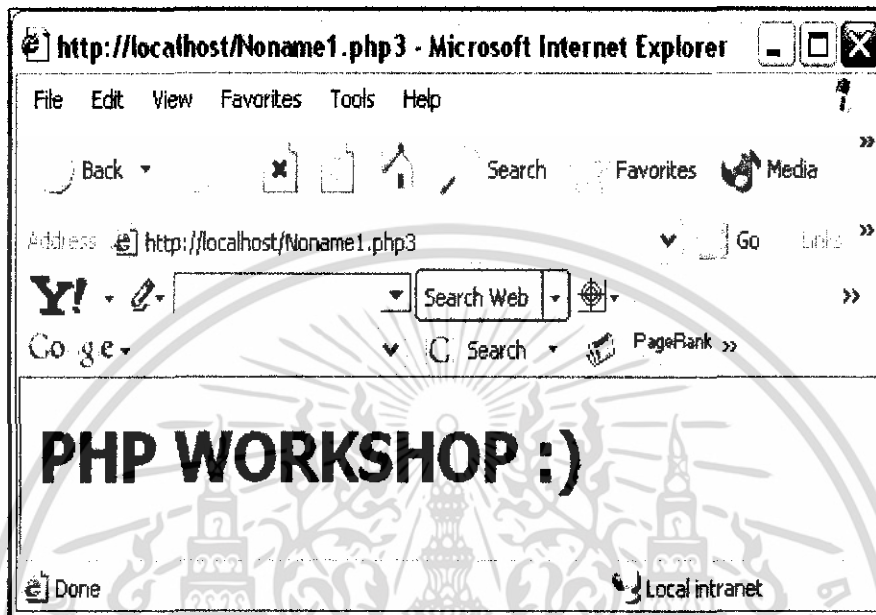 http://localhost/Noname1.php3 - Microsoft Internet Explorer
File Edit View Favorites Tools Help
Back Search Favorites Media »
Address http://localhost/Noname1.php3 Go Links »
Y! Search Web »
Go g e G Search PageRank »
PHP WORKSHOP :)
Done Local intranet